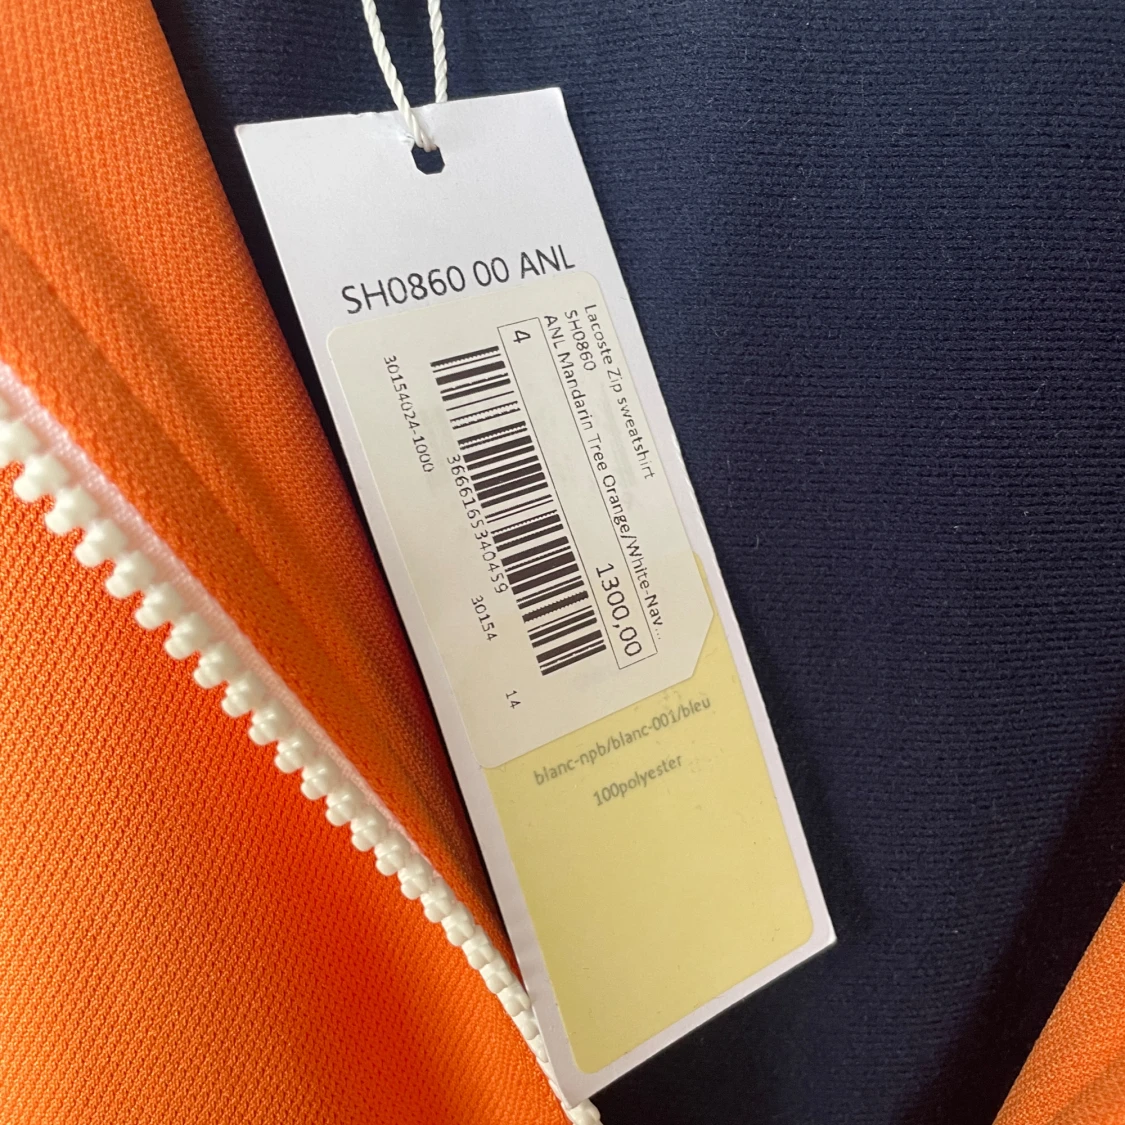 SH0860 00 ANL
Lacoste Zip sweatshirt
SH0860
ANL Mandarin Tree Orange/White-Nav...
4
1300,00
3666165340459
30154024-1000
30154
14
blanc-npb/blanc-001/bleu
100polyester